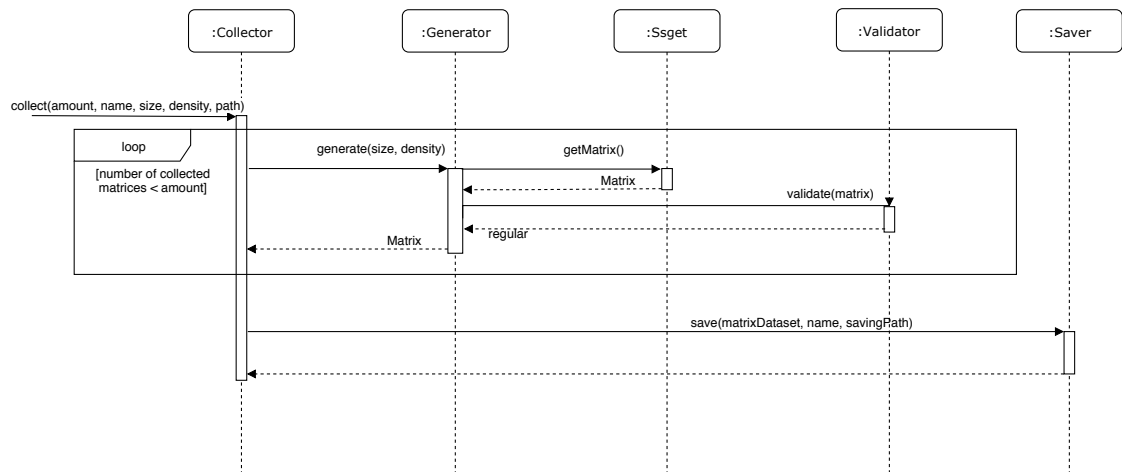 :Collector
:Generator
:Ssget
:Validator
:Saver
collect(amount, name, size, density, path)
loop
[number of collected
matrices < amount]
generate(size, density)
getMatrix()
Matrix
validate(matrix)
regular
Matrix
save(matrixDataset, name, savingPath)